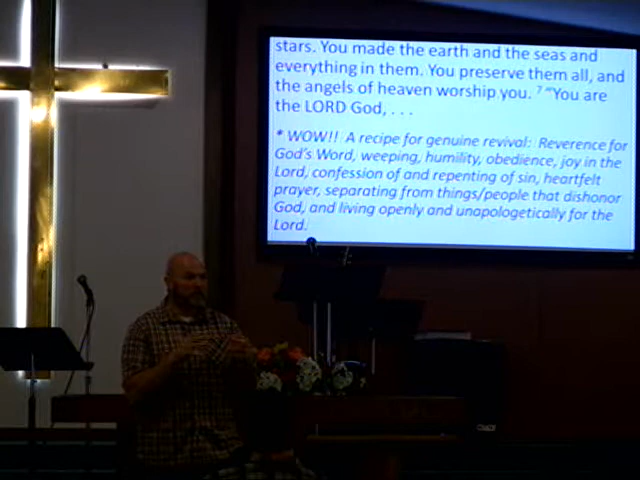 stars. You made the earth and the seas and
everything in them. You preserve them all, and
the angels of heaven worship you. 7 "You are
the LORD God, . . .
* WOW!! A recipe for genuine revival: Reverence for
God's Word, weeping, humility, obedience, joy in the
Lord, confession of and repenting of sin, heartfelt
prayer, separating from things/people that dishonor
God, and living openly and unapologetically for the
Lord.